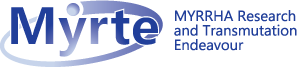 Myrte
MYRRHA Research
and Transmutation
Endeavour